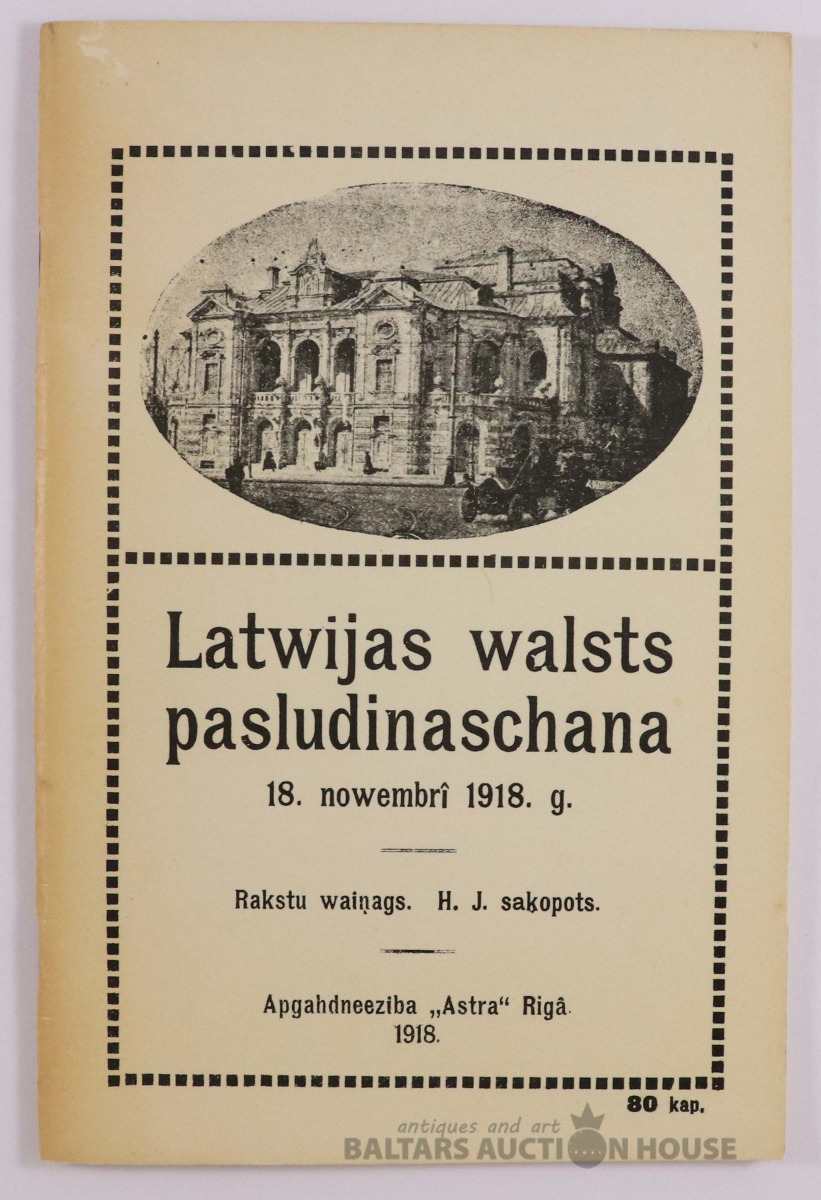 Latwijas walsts
pasludinaschana
18. nowembrî 1918. g.
Rakstu waiņags. H. J. saķopots.
Apgahdneeziba „Astra“ Rigâ.
1918.
80 kap.
antiques and art
BALTARS AUCTION HOUSE